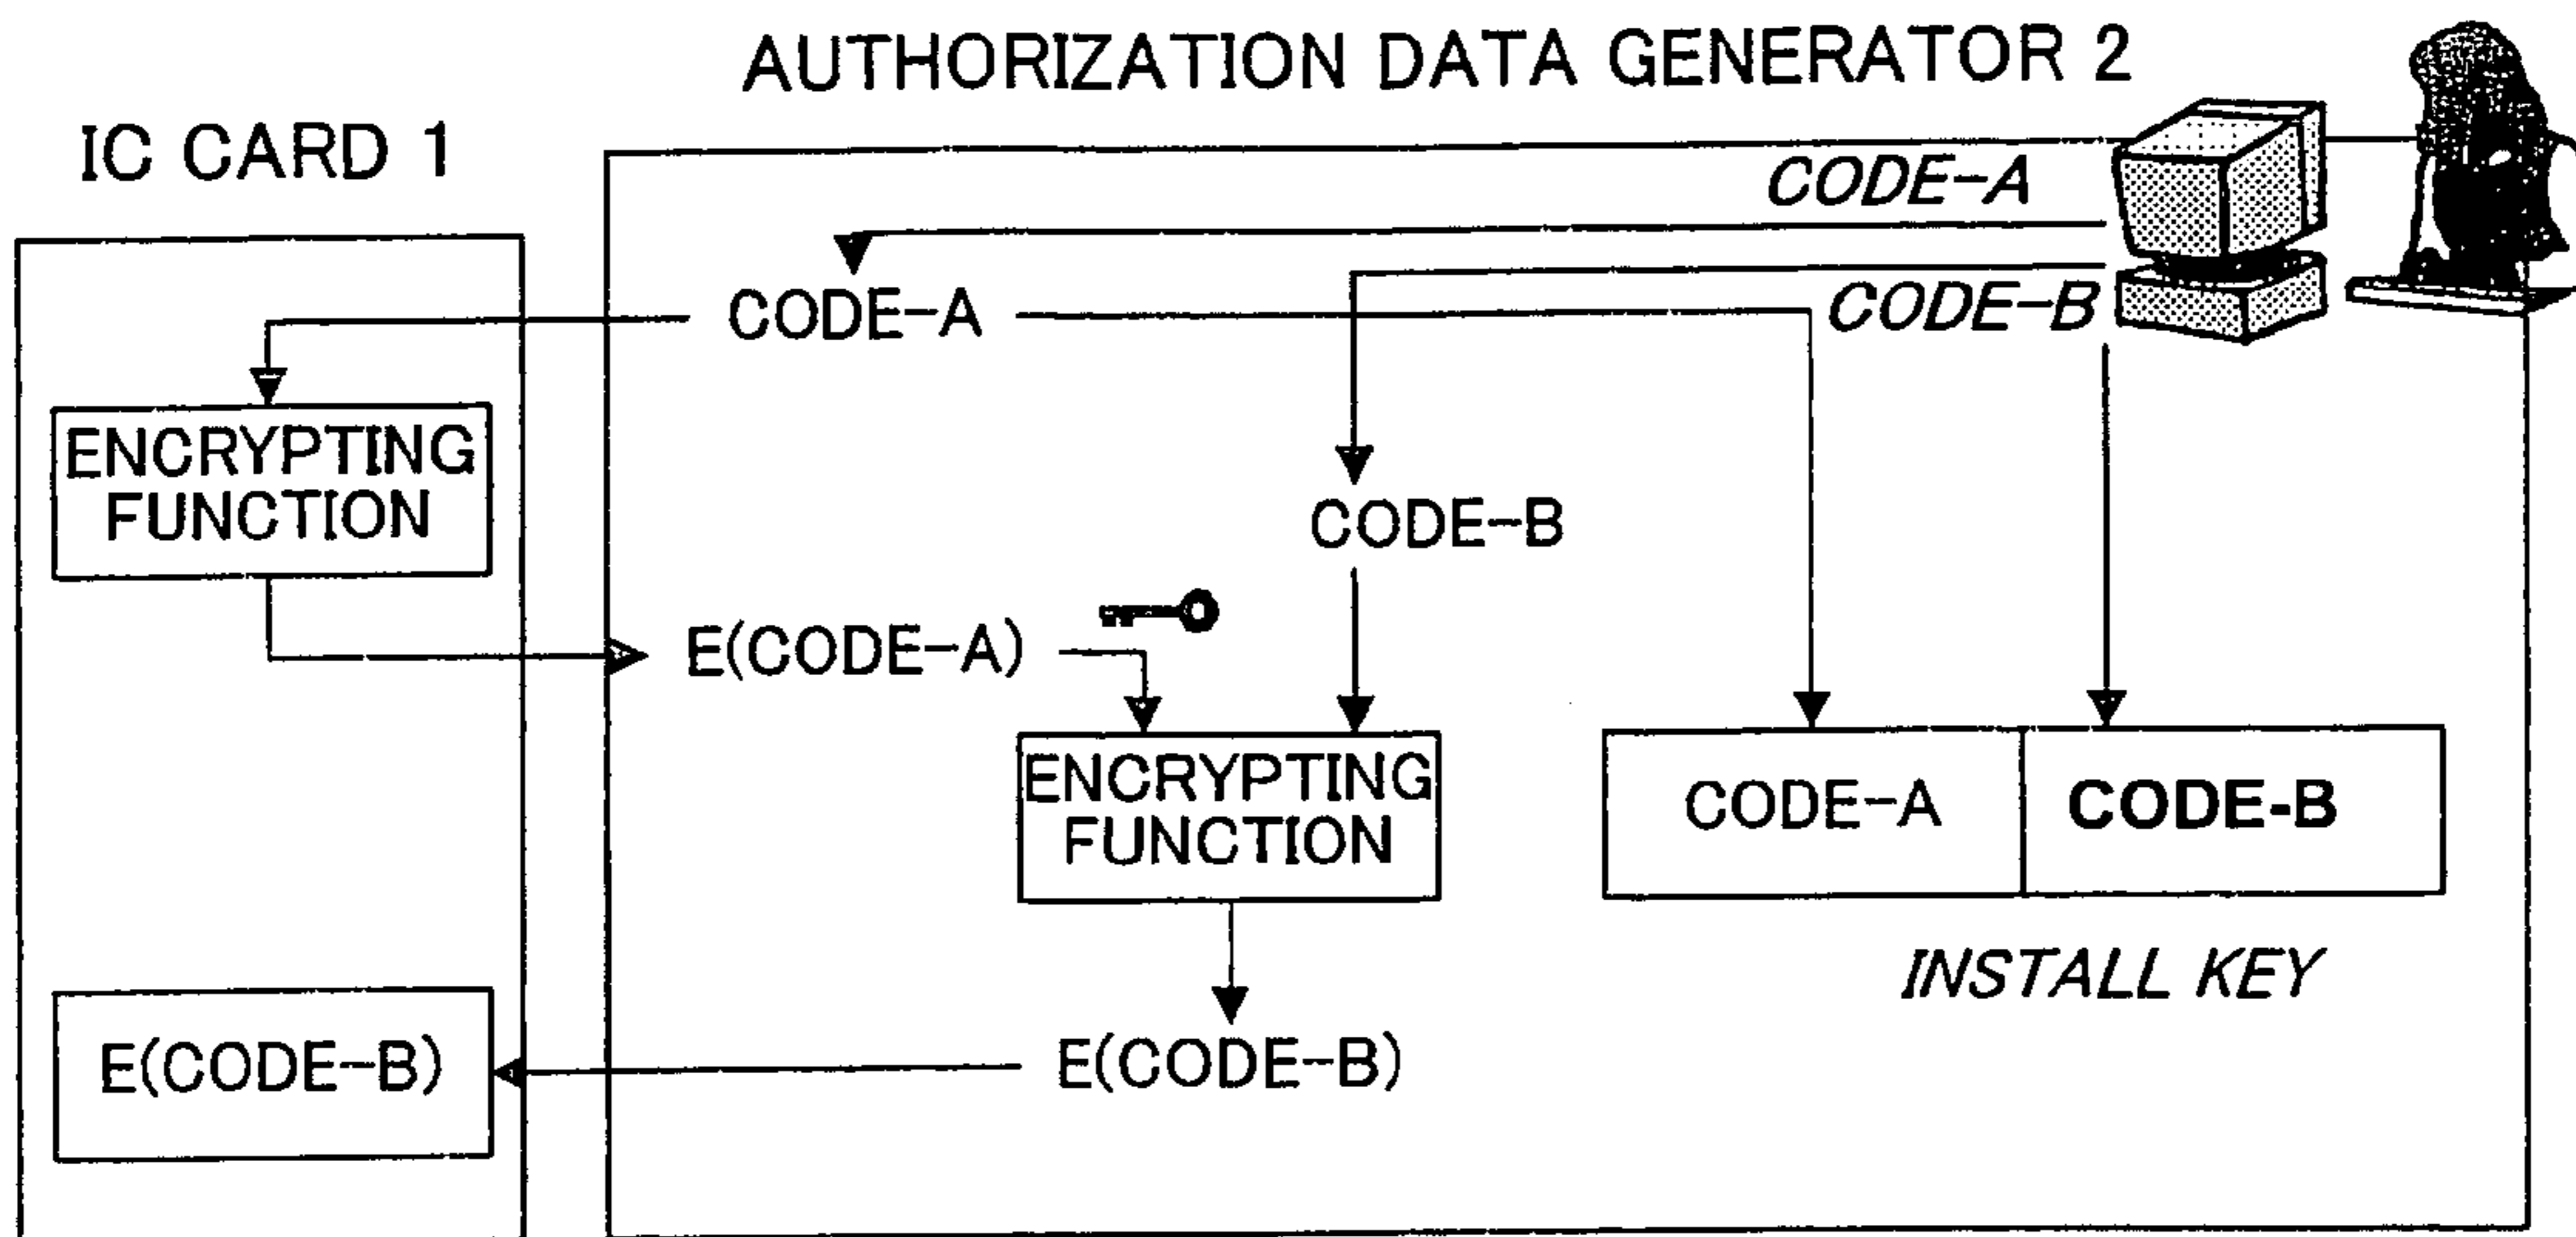 AUTHORIZATION DATA GENERATOR 2
IC CARD 1
CODE-A
CODE-A
CODE-B
ENCRYPTING
FUNCTION
CODE-B
E(CODE-A)
ENCRYPTING
FUNCTION
CODE-A
CODE-B
INSTALL KEY
E(CODE-B)
E(CODE-B)